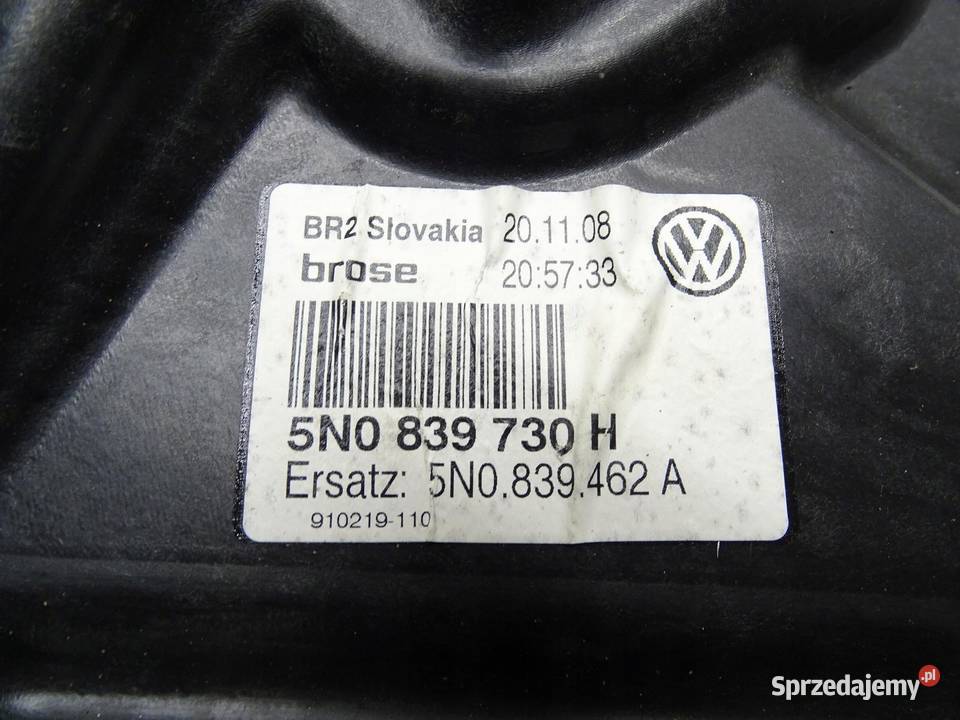 BR2 Slovakia 20.11.08
brose 20:57:33
5N0 839 730 H
Ersatz: 5N0.839.462 A
910219-110
Sprzedajemy.pl